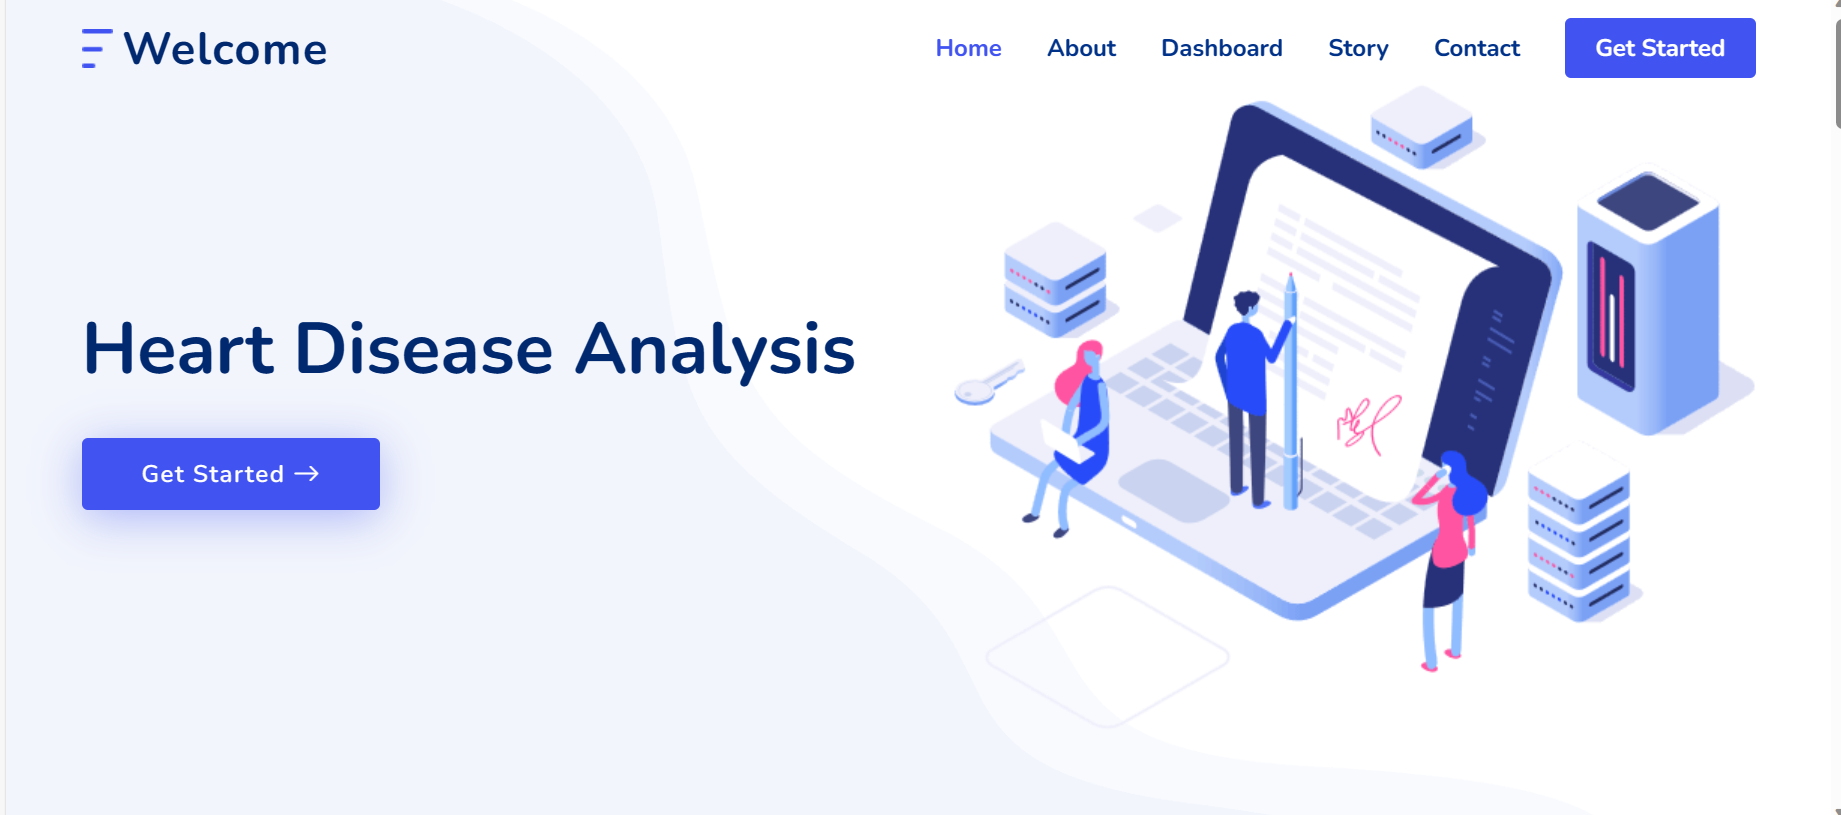 Welcome
Home About Dashboard Story Contact Get Started
Heart Disease Analysis
Get Started →